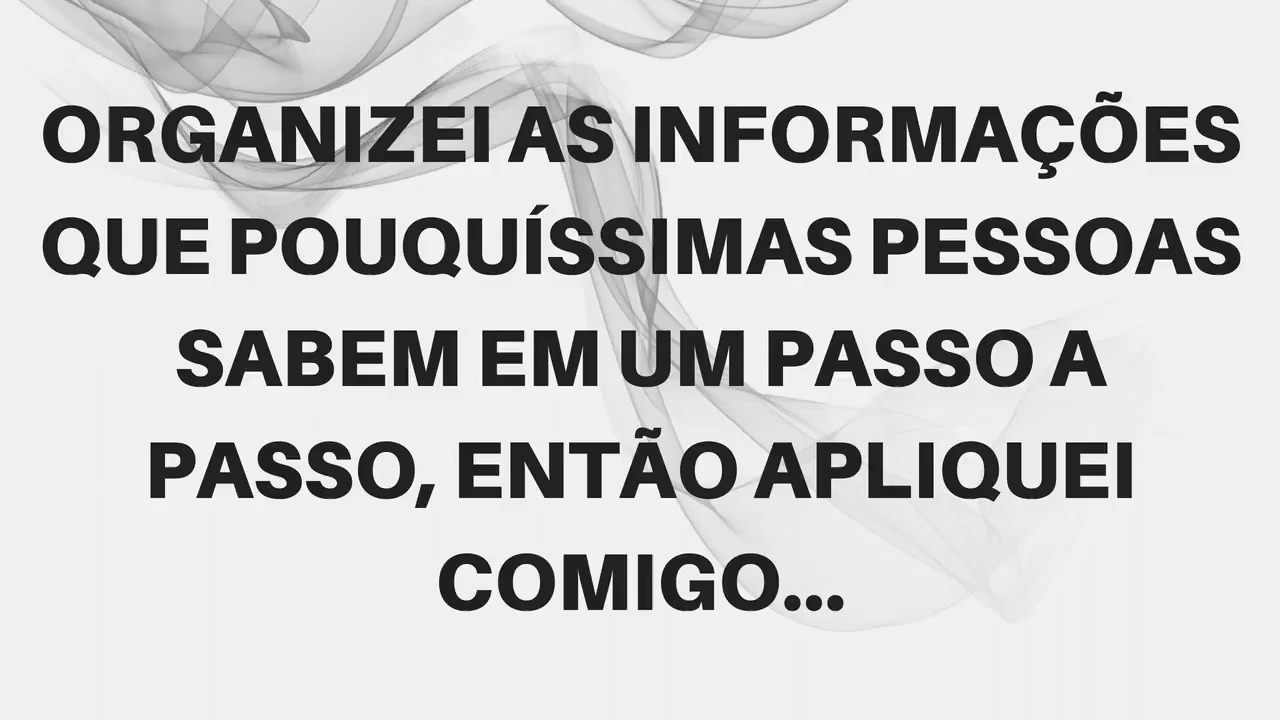 ORGANIZEI AS INFORMAÇÕES
QUE POUQUÍSSIMAS PESSOAS
SABEM EM UM PASSO A
PASSO, ENTÃO APLIQUEI
COMIGO...